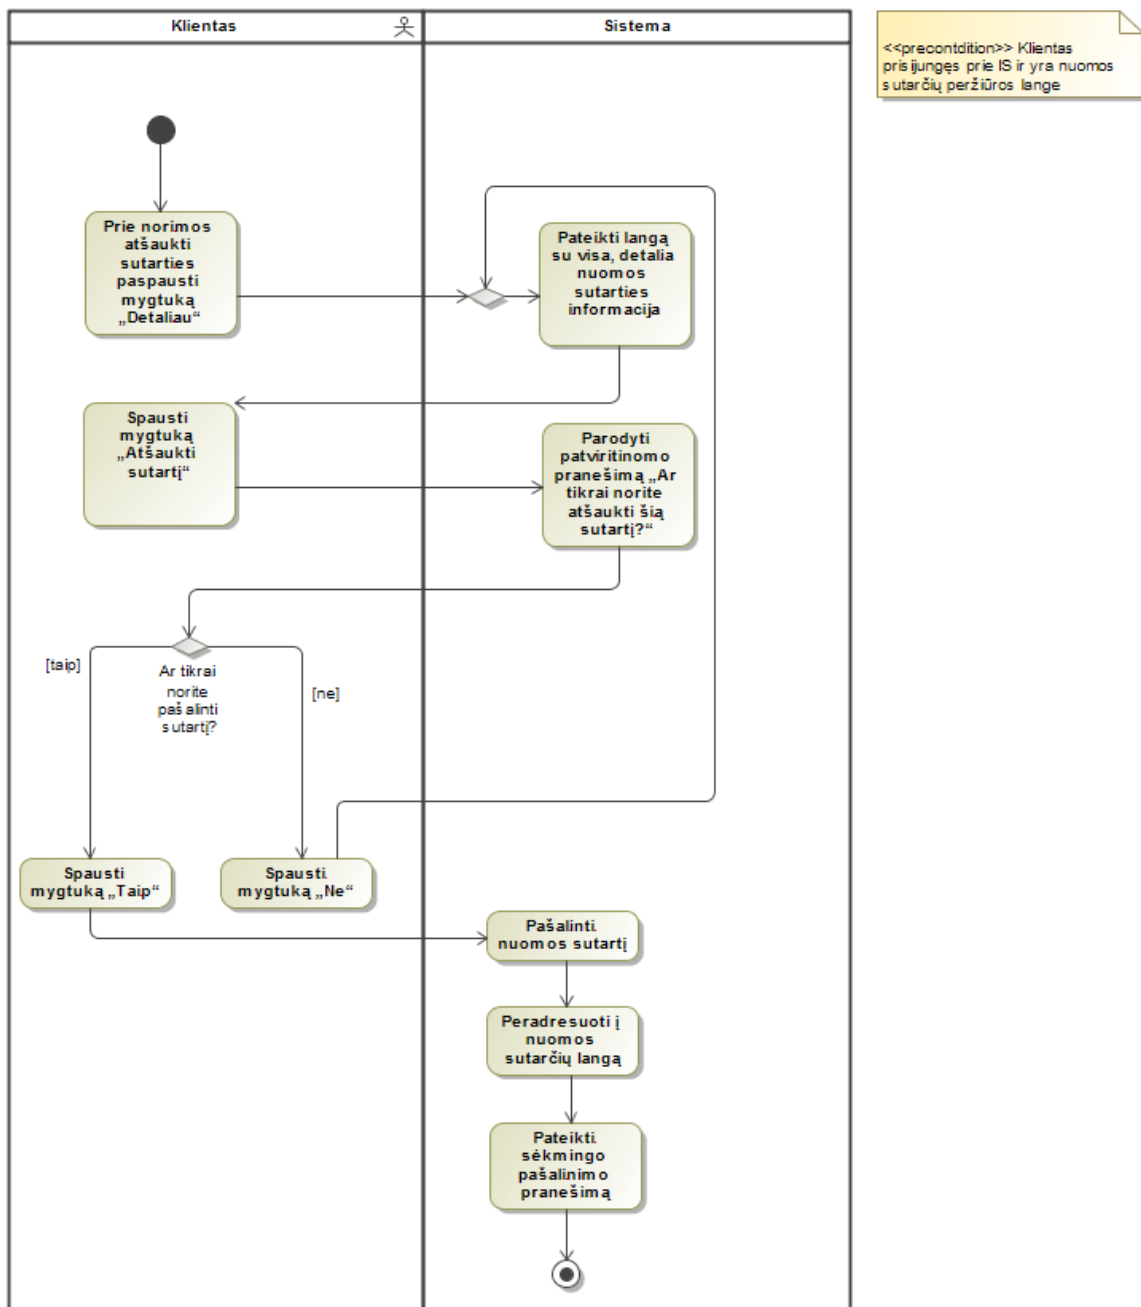 Klientas
Sistema
<<precontdition>> Klientas
prisijungęs prie IS ir yra nuomos
sutarčių peržiūros lange
Prie norimos
atšaukti
sutarties
paspausti
mygtuką
„Detaliau“
Pateikti langą
su visa, detalia
nuomos
sutarties
informacija
Spausti
mygtuką
„Atšaukti
sutartį“
Parodyti
patviritinomo
pranešimą „Ar
tikrai norite
atšaukti šią
sutartį?“
[taip]
Ar tikrai
norite
pašalinti
sutartį?
[ne]
Spausti
mygtuką „Taip“
Spausti
mygtuką „Ne“
Pašalinti
nuomos sutartį
Peradresuoti į
nuomos
sutarčių langą
Pateikti
sėkmingo
pašalinimo
pranešimą